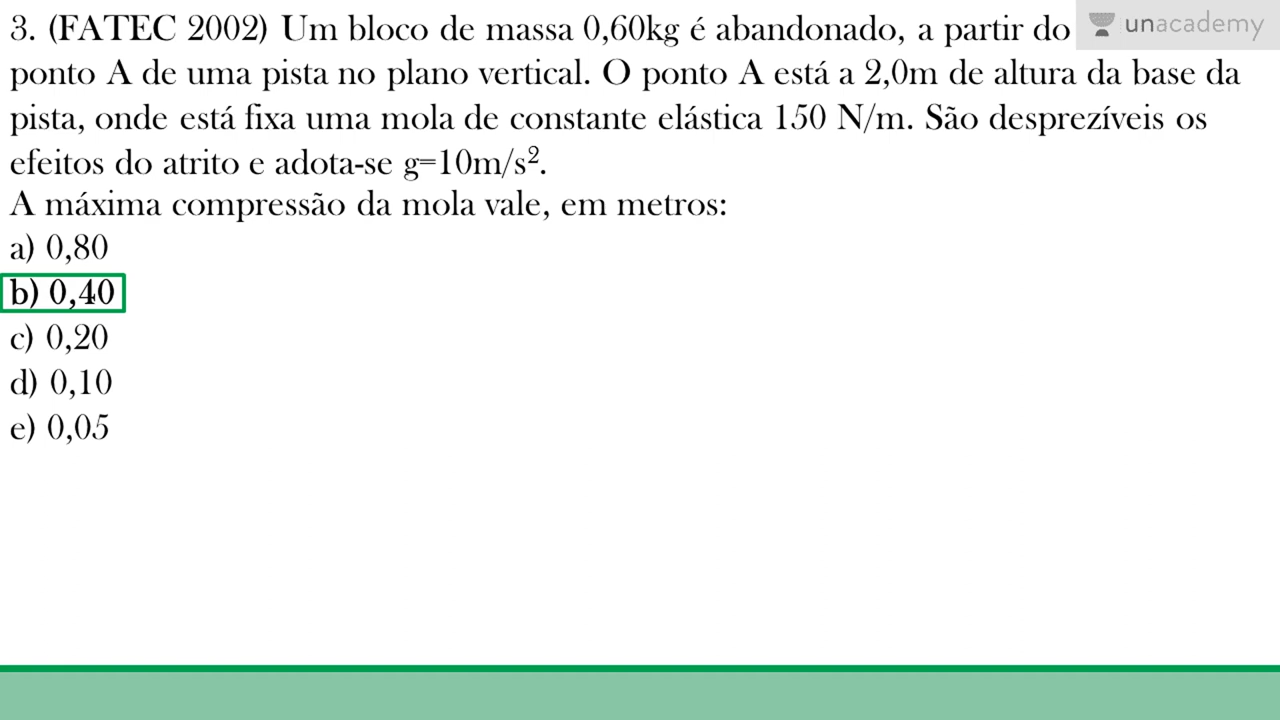 3. (FATEC 2002) Um bloco de massa 0,60kg é abandonado, a partir do
unacademy
ponto A de uma pista no plano vertical. O ponto A está a 2,0m de altura da base da
pista, onde está fixa uma mola de constante elástica 150 N/m. São desprezíveis os
efeitos do atrito e adota-se g=10m/s².
A máxima compressão da mola vale, em metros:
a) 0,80
b) 0,40
c) 0,20
d) 0,10
e) 0,05